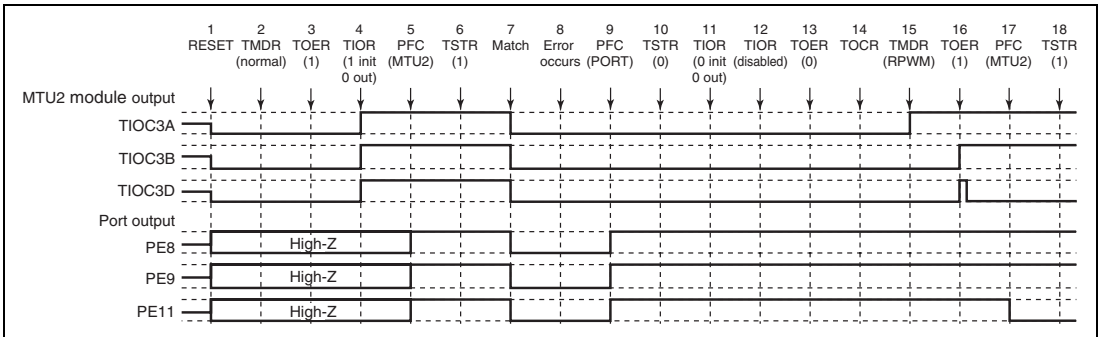 1 2 3 4 5 6 7 8 9 10 11 12 13 14 15 16 17 18
RESET TMDR TOER TIOR PFC TSTR Match Error PFC TSTR TIOR TIOR TOER TOCR TMDR TOER PFC TSTR
(normal) (1) (1 init (MTU2) (1) occurs (PORT) (0) (0 init (disabled) (0) (RPWM) (1) (MTU2) (1)
0 out) 0 out)
MTU2 module output
TIOC3A
TIOC3B
TIOC3D
Port output
PE8 High-Z
PE9 High-Z
PE11 High-Z